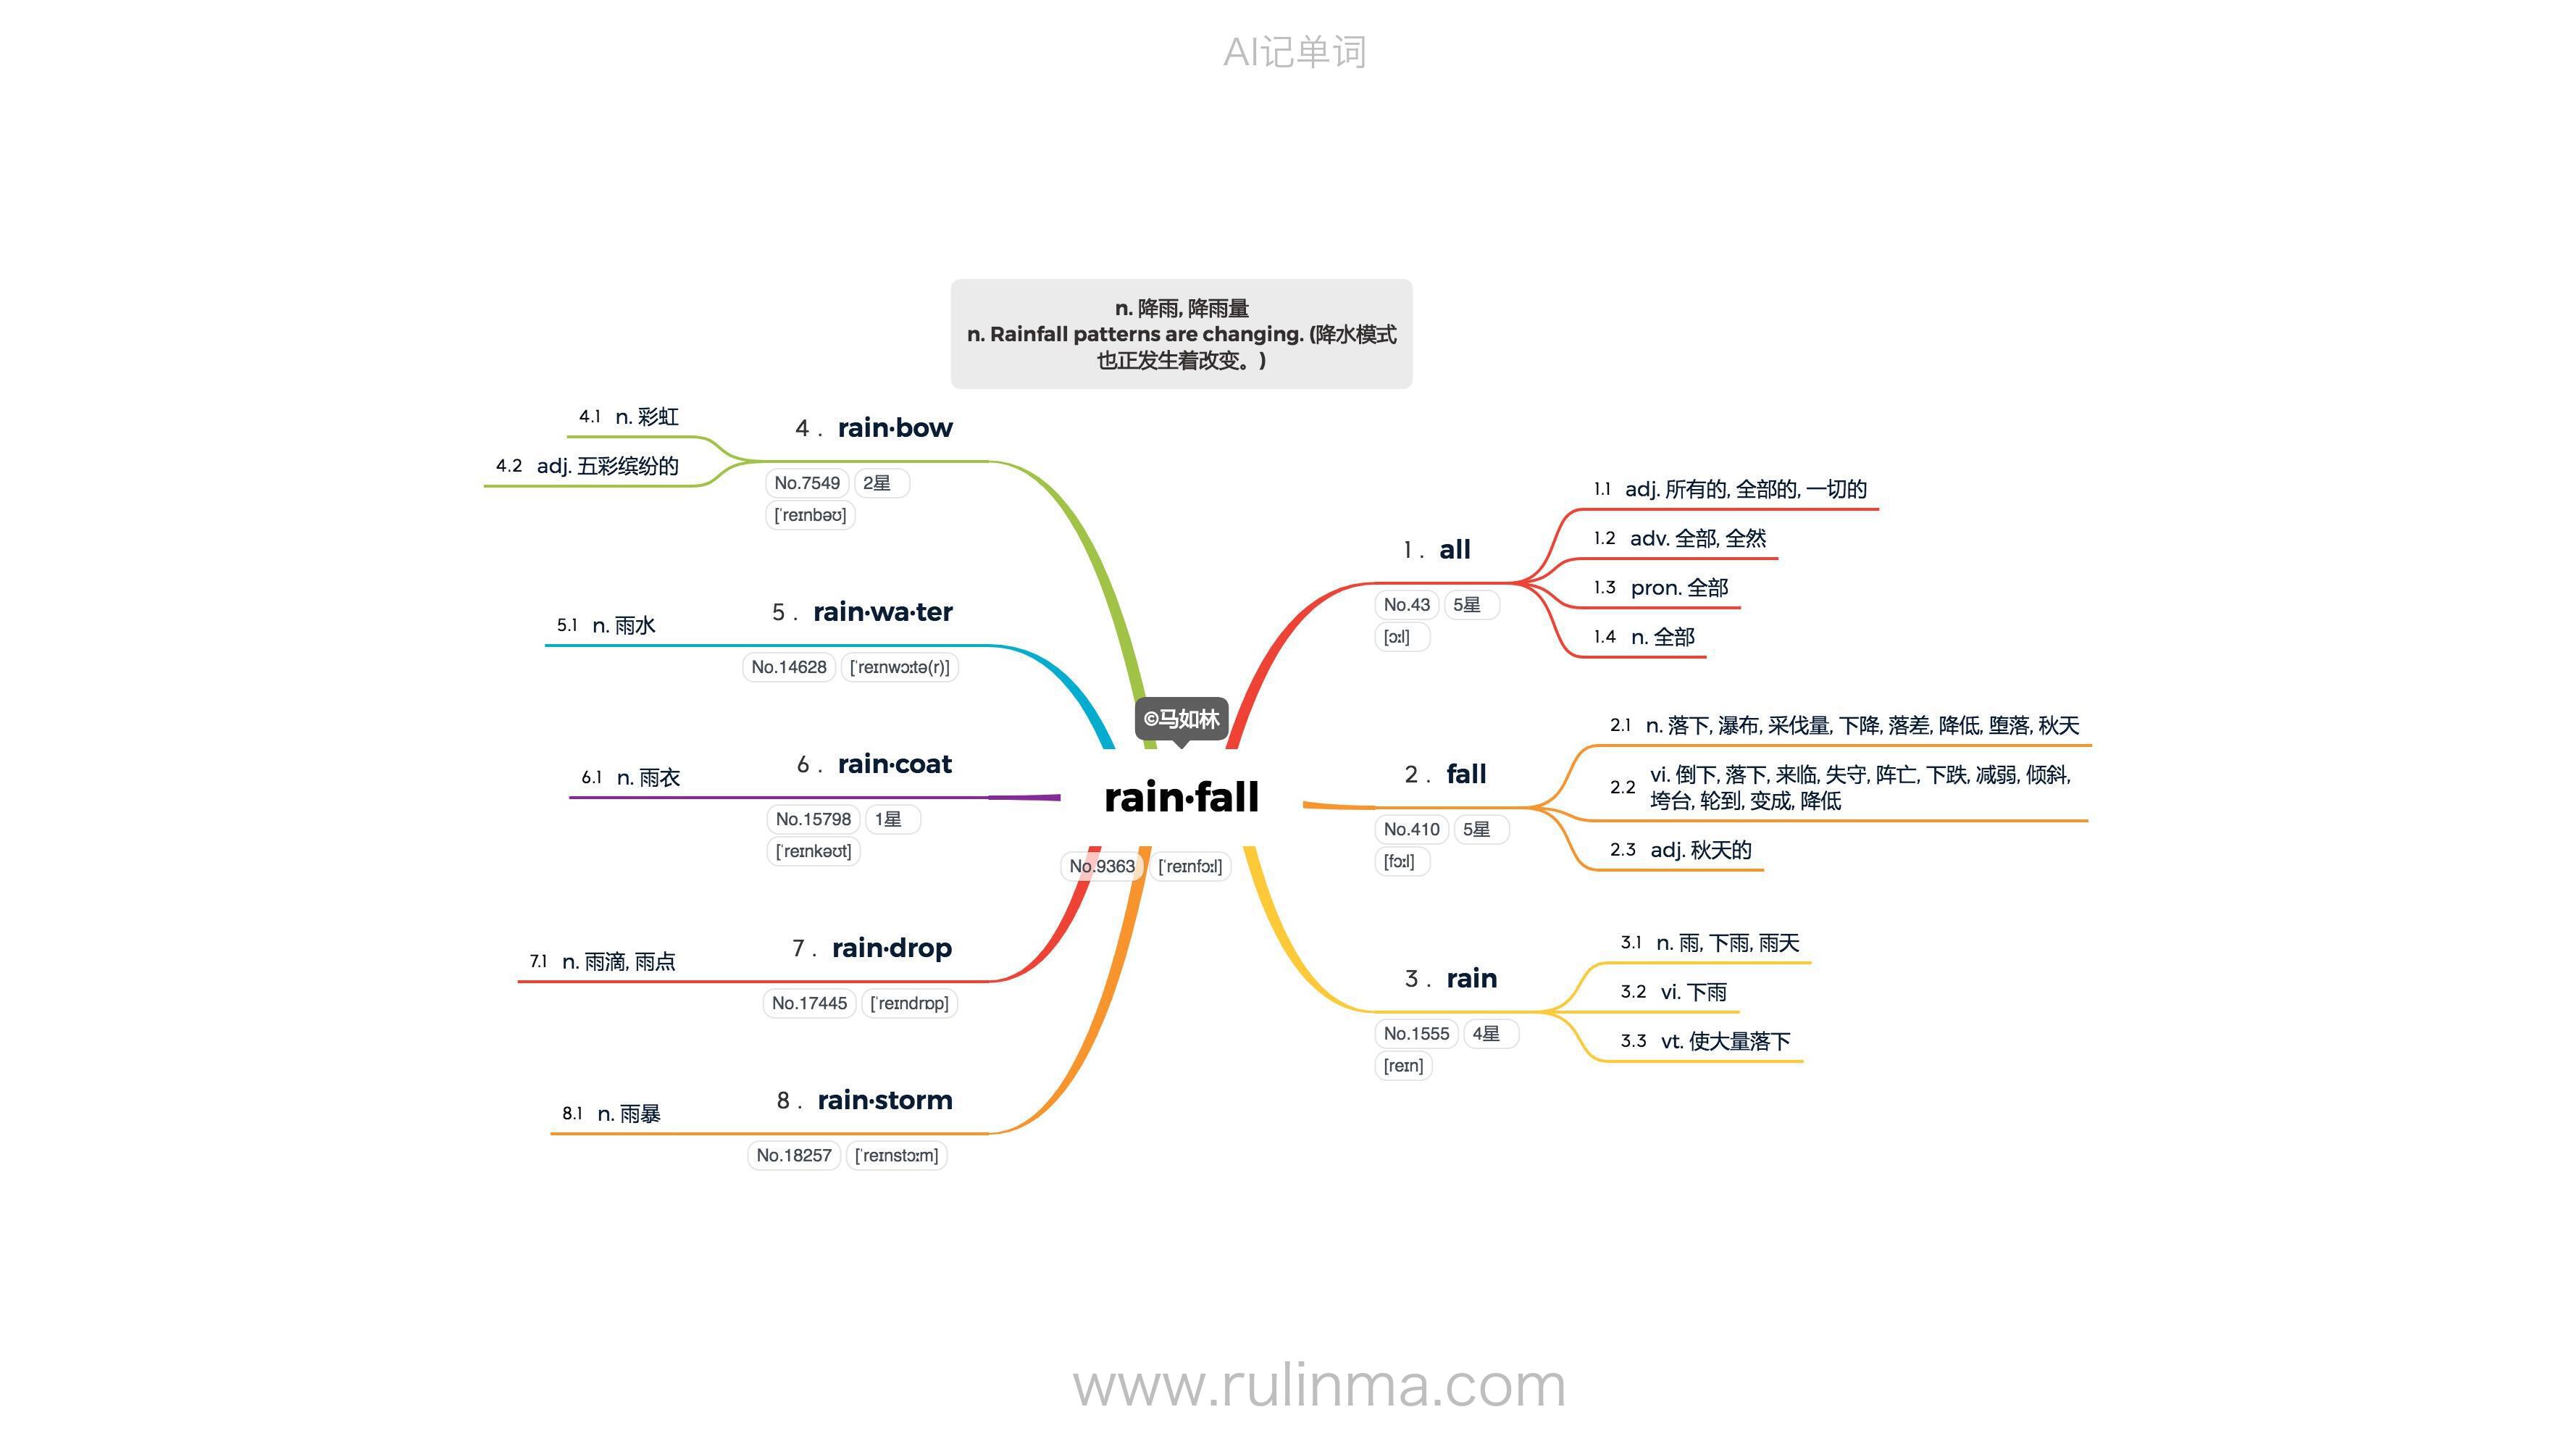 AI记单词
n. 降雨, 降雨量
n. Rainfall patterns are changing. (降水模式
也正发生着改变。)
©马如林
rain·fall
No.9363 [ˈreɪnfɔːl]
1 . all
No.43 5星
[ɔːl]
1.1 adj. 所有的, 全部的, 一切的
1.2 adv. 全部, 全然
1.3 pron. 全部
1.4 n. 全部
2 . fall
No.410 5星
[fɔːl]
2.1 n. 落下, 瀑布, 采伐量, 下降, 落差, 降低, 堕落, 秋天
2.2 vi. 倒下, 落下, 来临, 失守, 阵亡, 下跌, 减弱, 倾斜,
垮台, 轮到, 变成, 降低
2.3 adj. 秋天的
3 . rain
No.1555 4星
[reɪn]
3.1 n. 雨, 下雨, 雨天
3.2 vi. 下雨
3.3 vt. 使大量落下
4 . rain·bow
No.7549 2星
[ˈreɪnbəʊ]
4.1 n. 彩虹
4.2 adj. 五彩缤纷的
5 . rain·wa·ter
No.14628 [ˈreɪnwɔːtə(r)]
5.1 n. 雨水
6 . rain·coat
No.15798 1星
[ˈreɪnkəʊt]
6.1 n. 雨衣
7 . rain·drop
No.17445 [ˈreɪndrɒp]
7.1 n. 雨滴, 雨点
8 . rain·storm
No.18257 [ˈreɪnstɔːm]
8.1 n. 雨暴
www.rulinma.com